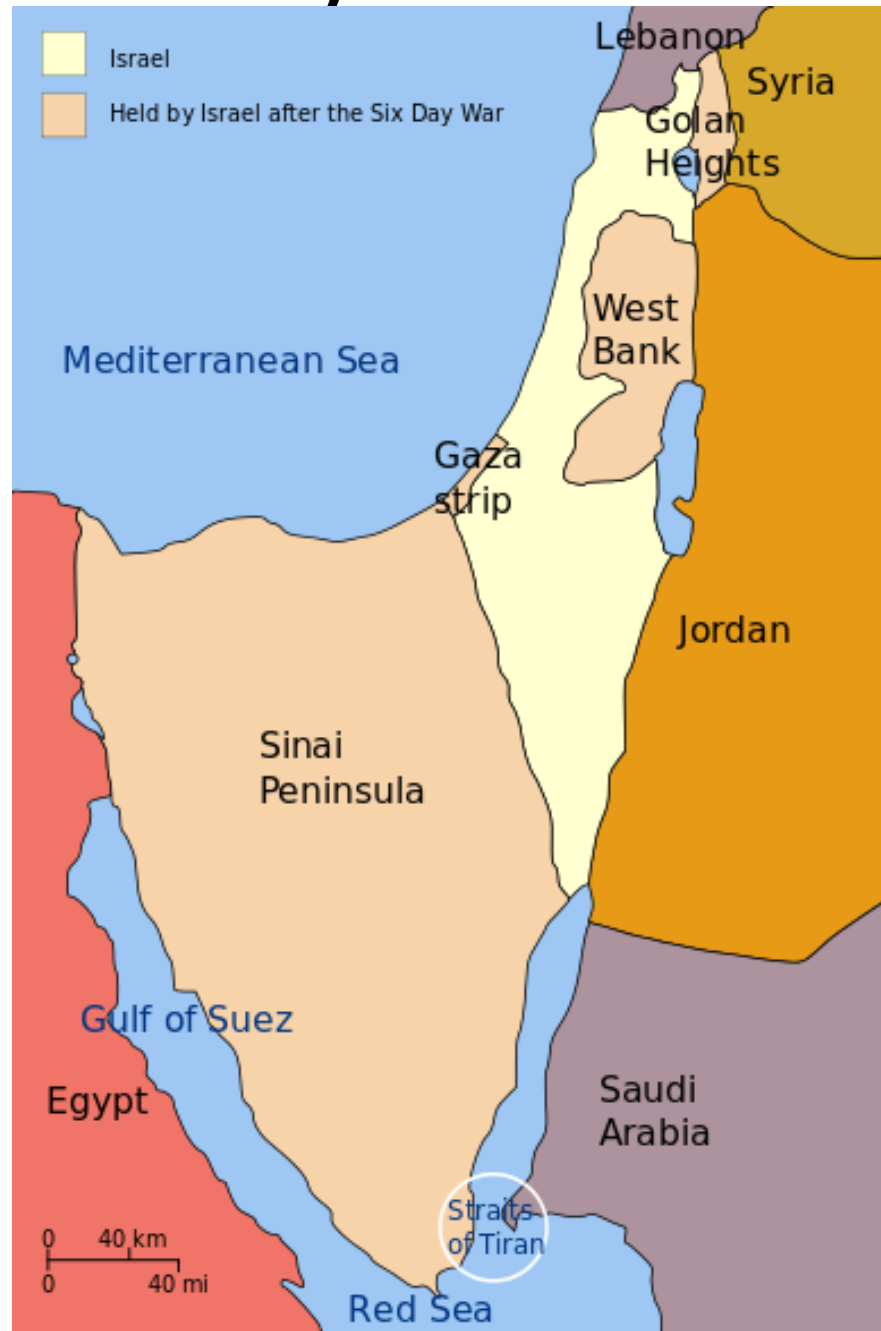 Israel
Held by Israel after the Six Day War
Lebanon
Syria
Golan
Heights
West
Bank
Mediterranean Sea
Gaza
strip
Jordan
Sinai
Peninsula
Gulf of Suez
Egypt
Saudi
Arabia
Straits
of Tiran
0 40 km
0 40 mi
Red Sea